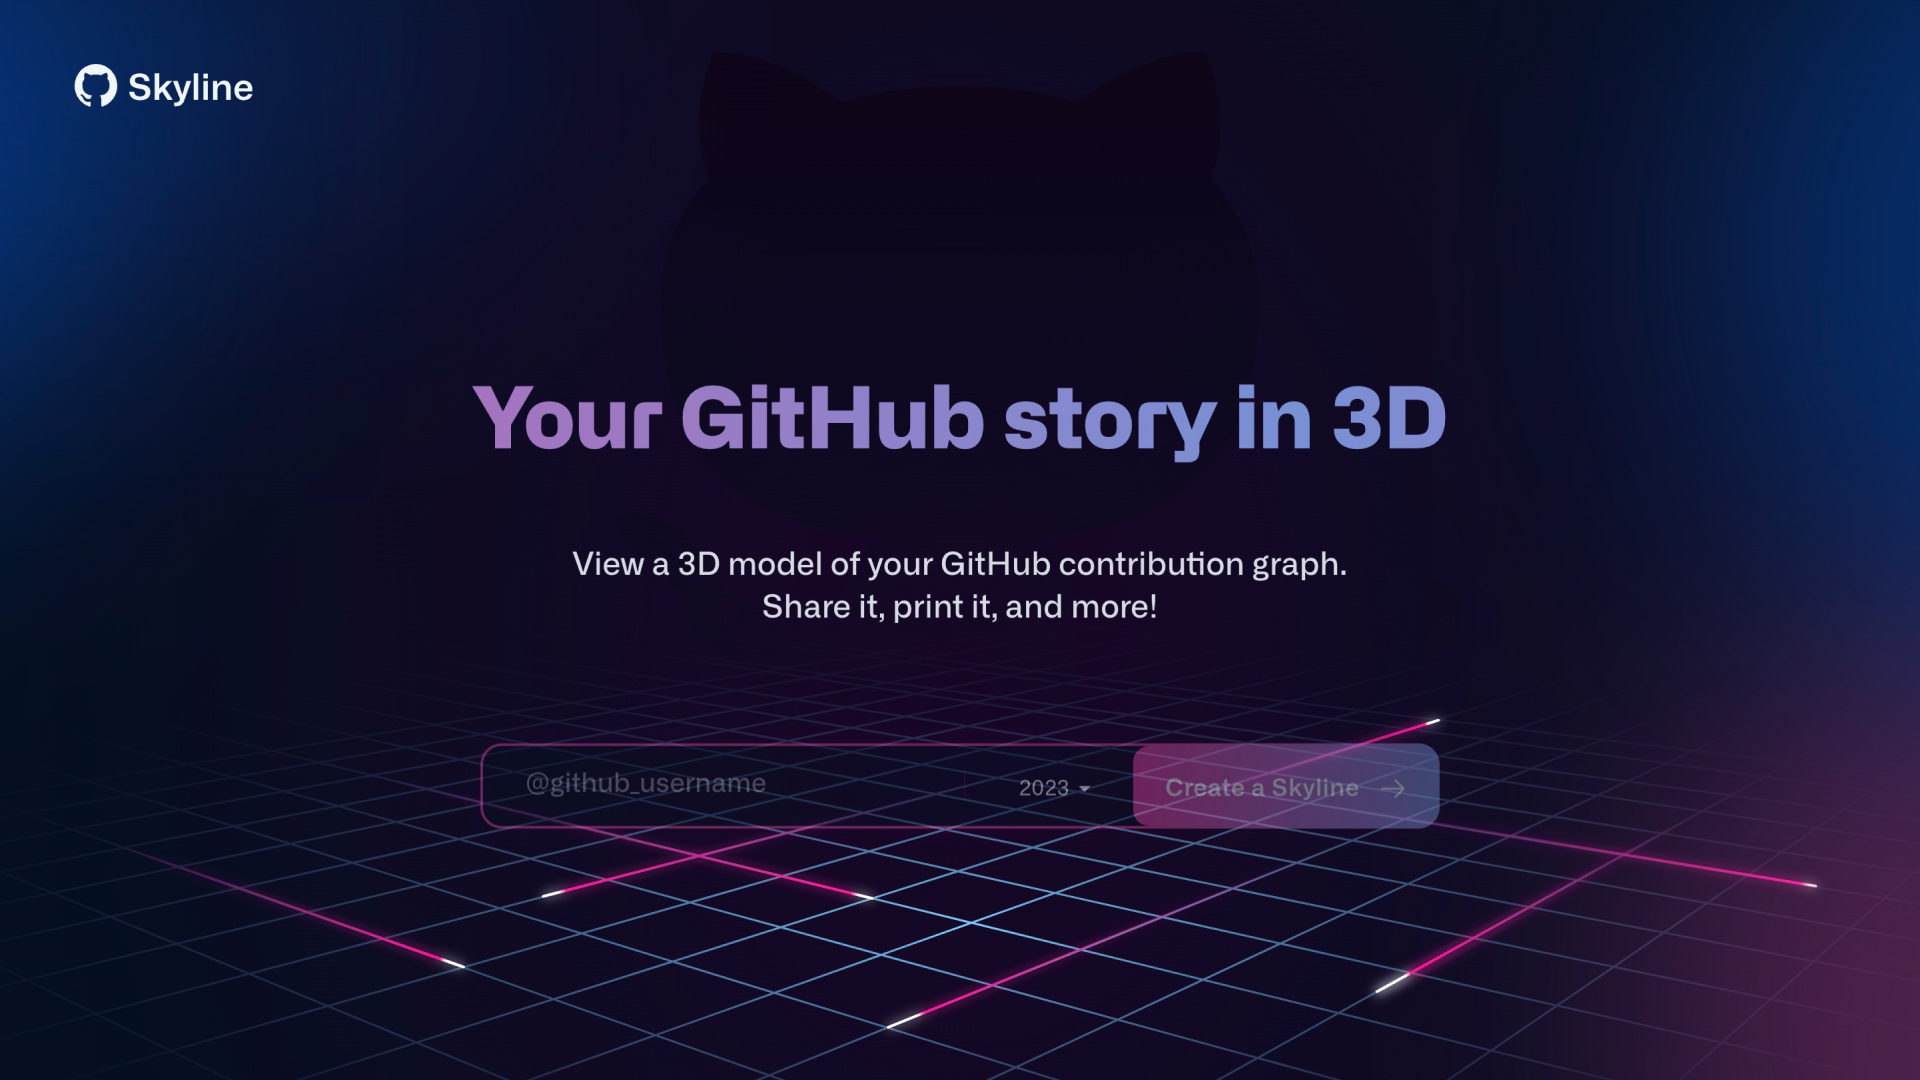 Skyline
Your GitHub story in 3D
View a 3D model of your GitHub contribution graph.
Share it, print it, and more!
@github_username
2023
Create a Skyline